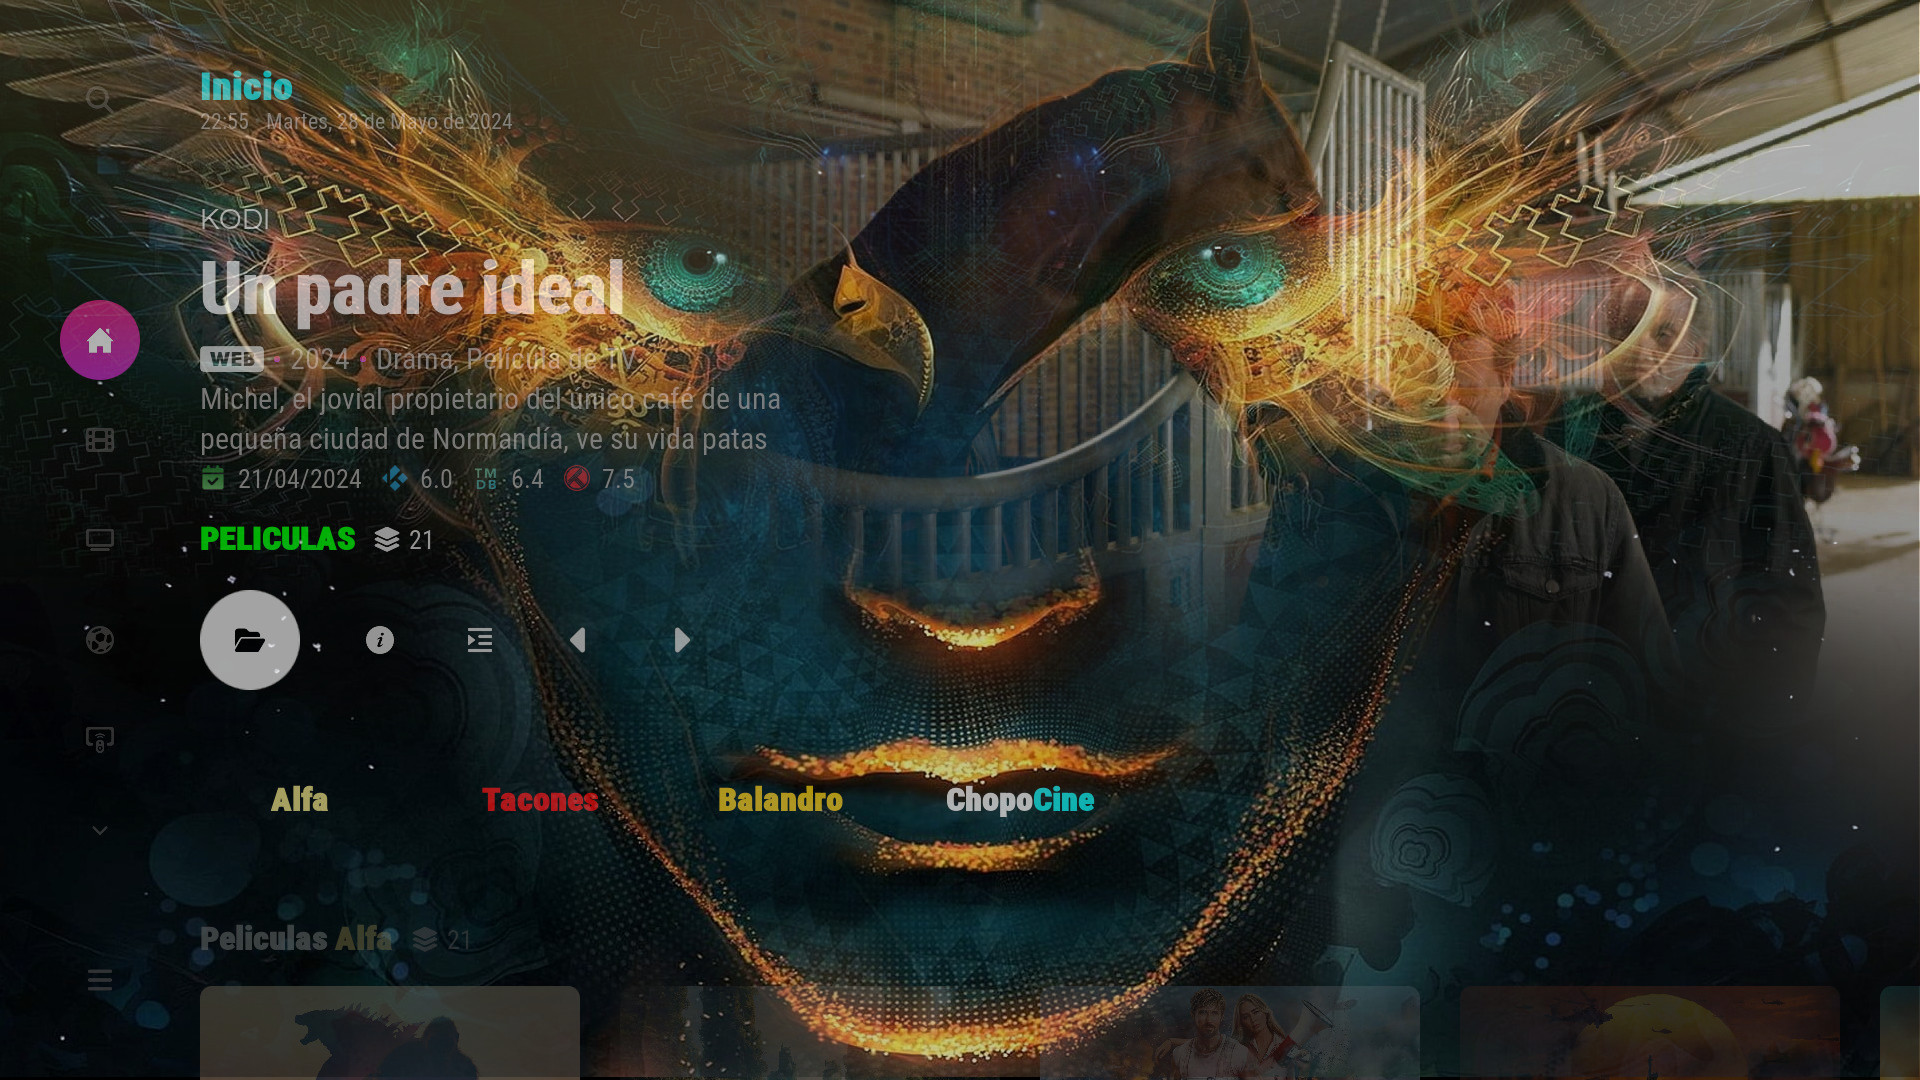 Inicio
22:55 · Martes, 28 de Mayo de 2024
KODI
Un padre ideal
WEB • 2024 • Drama, Película de TV
Michel, el jovial propietario del único café de una
pequeña ciudad de Normandía, ve su vida patas
21/04/2024 6.0 TMDB 6.4 7.5
PELICULAS 21
Alfa Tacones Balandro ChopoCine
Peliculas Alfa 21